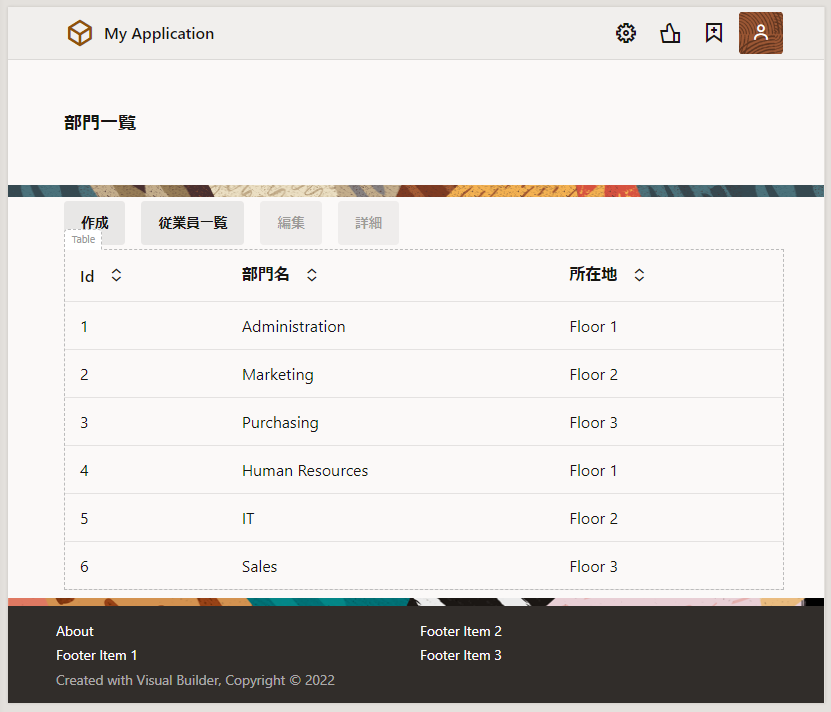 My Application
部門一覧
作成 従業員一覧 編集 詳細
Table
Id 部門名 所在地
1 Administration Floor 1
2 Marketing Floor 2
3 Purchasing Floor 3
4 Human Resources Floor 1
5 IT Floor 2
6 Sales Floor 3
About Footer Item 2
Footer Item 1 Footer Item 3
Created with Visual Builder, Copyright © 2022